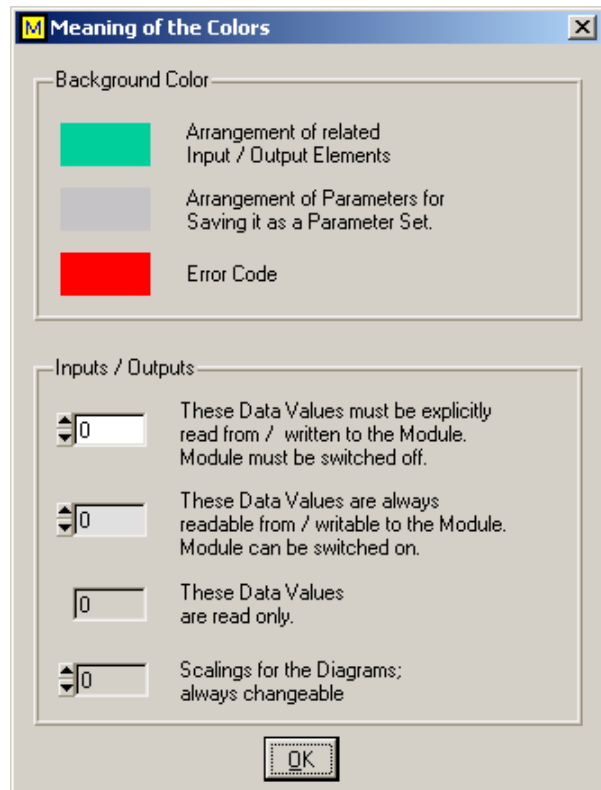 M Meaning of the Colors
Background Color
Arrangement of related
Input / Output Elements
Arrangement of Parameters for
Saving it as a Parameter Set.
Error Code
Inputs / Outputs
0
These Data Values must be explicitly
read from / written to the Module.
Module must be switched off.
0
These Data Values are always
readable from / writable to the Module.
Module can be switched on.
0
These Data Values
are read only.
0
Scalings for the Diagrams;
always changeable
OK